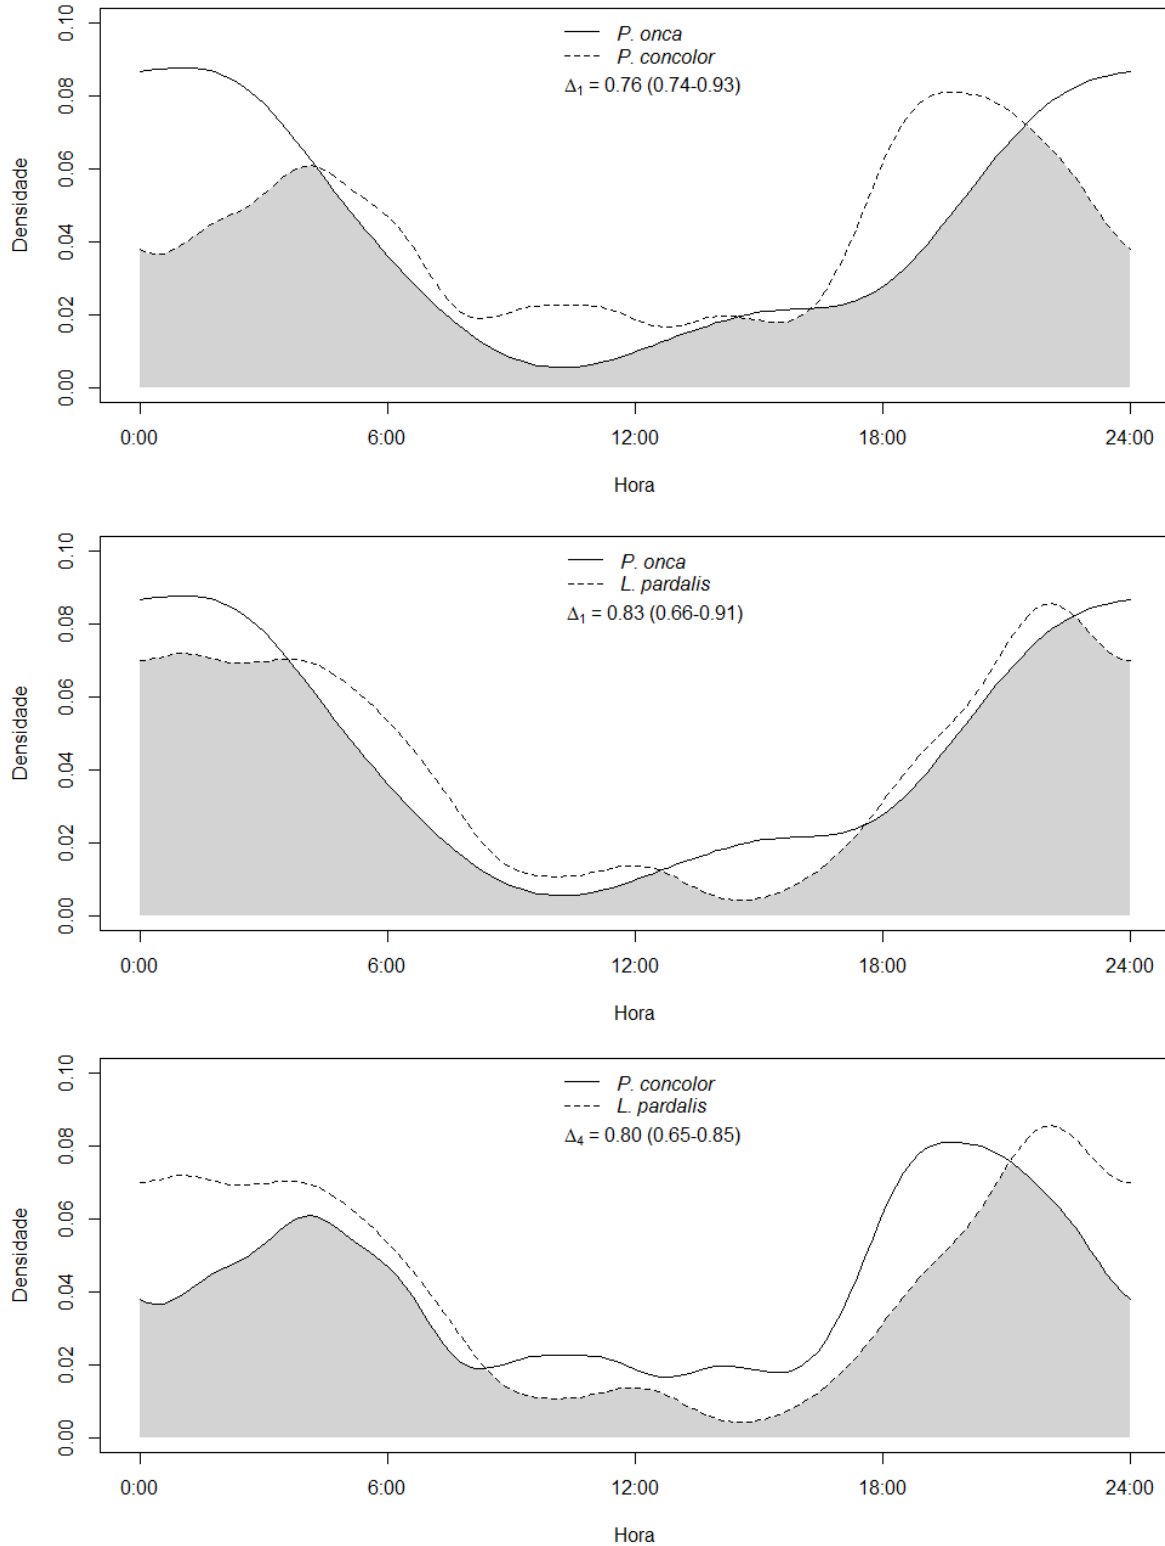 P. onca
P. concolor
Δ1 = 0.76 (0.74-0.93)
Densidade
0.00 0.02 0.04 0.06 0.08 0.10
0:00 6:00 12:00 18:00 24:00
Hora
P. onca
L. pardalis
Δ1 = 0.83 (0.66-0.91)
Densidade
0.00 0.02 0.04 0.06 0.08 0.10
0:00 6:00 12:00 18:00 24:00
Hora
P. concolor
L. pardalis
Δ4 = 0.80 (0.65-0.85)
Densidade
0.00 0.02 0.04 0.06 0.08 0.10
0:00 6:00 12:00 18:00 24:00
Hora